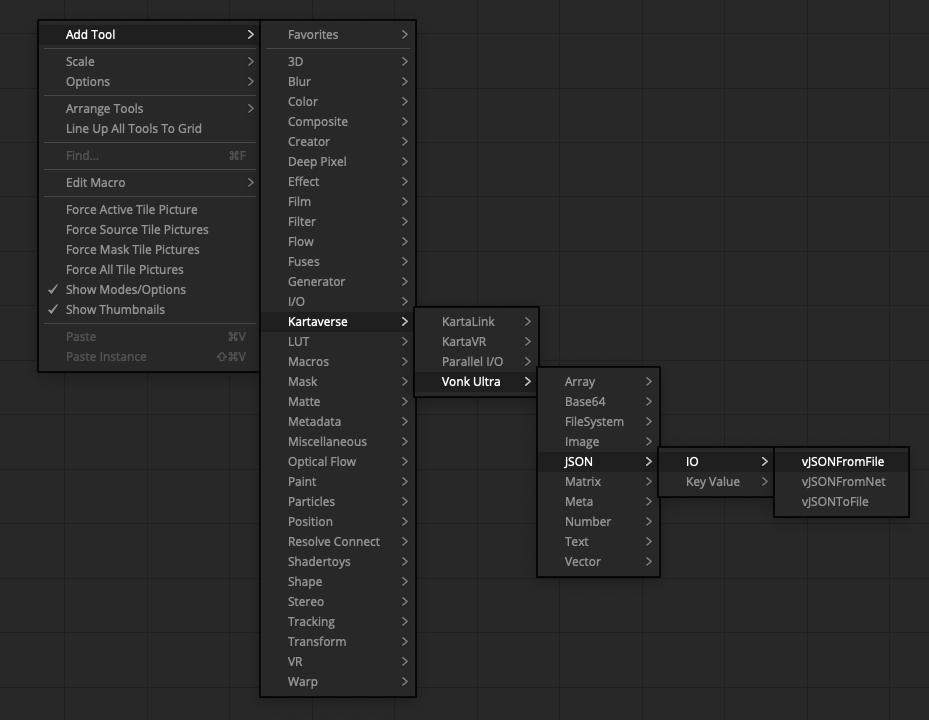 Add Tool
Scale
Options
Arrange Tools
Line Up All Tools To Grid
Find... ⌘F
Edit Macro
Force Active Tile Picture
Force Source Tile Pictures
Force Mask Tile Pictures
Force All Tile Pictures
Show Modes/Options
Show Thumbnails
Paste ⌘V
Paste Instance ⇧⌘V
Favorites
3D
Blur
Color
Composite
Creator
Deep Pixel
Effect
Film
Filter
Flow
Fuses
Generator
I/O
Kartaverse
LUT
Macros
Mask
Matte
Metadata
Miscellaneous
Optical Flow
Paint
Particles
Position
Resolve Connect
Shadertoys
Shape
Stereo
Tracking
Transform
VR
Warp
KartaLink
KartaVR
Parallel I/O
Vonk Ultra
Array
Base64
FileSystem
Image
JSON
Matrix
Meta
Number
Text
Vector
IO
Key Value
vJSONFromFile
vJSONFromNet
vJSONToFile